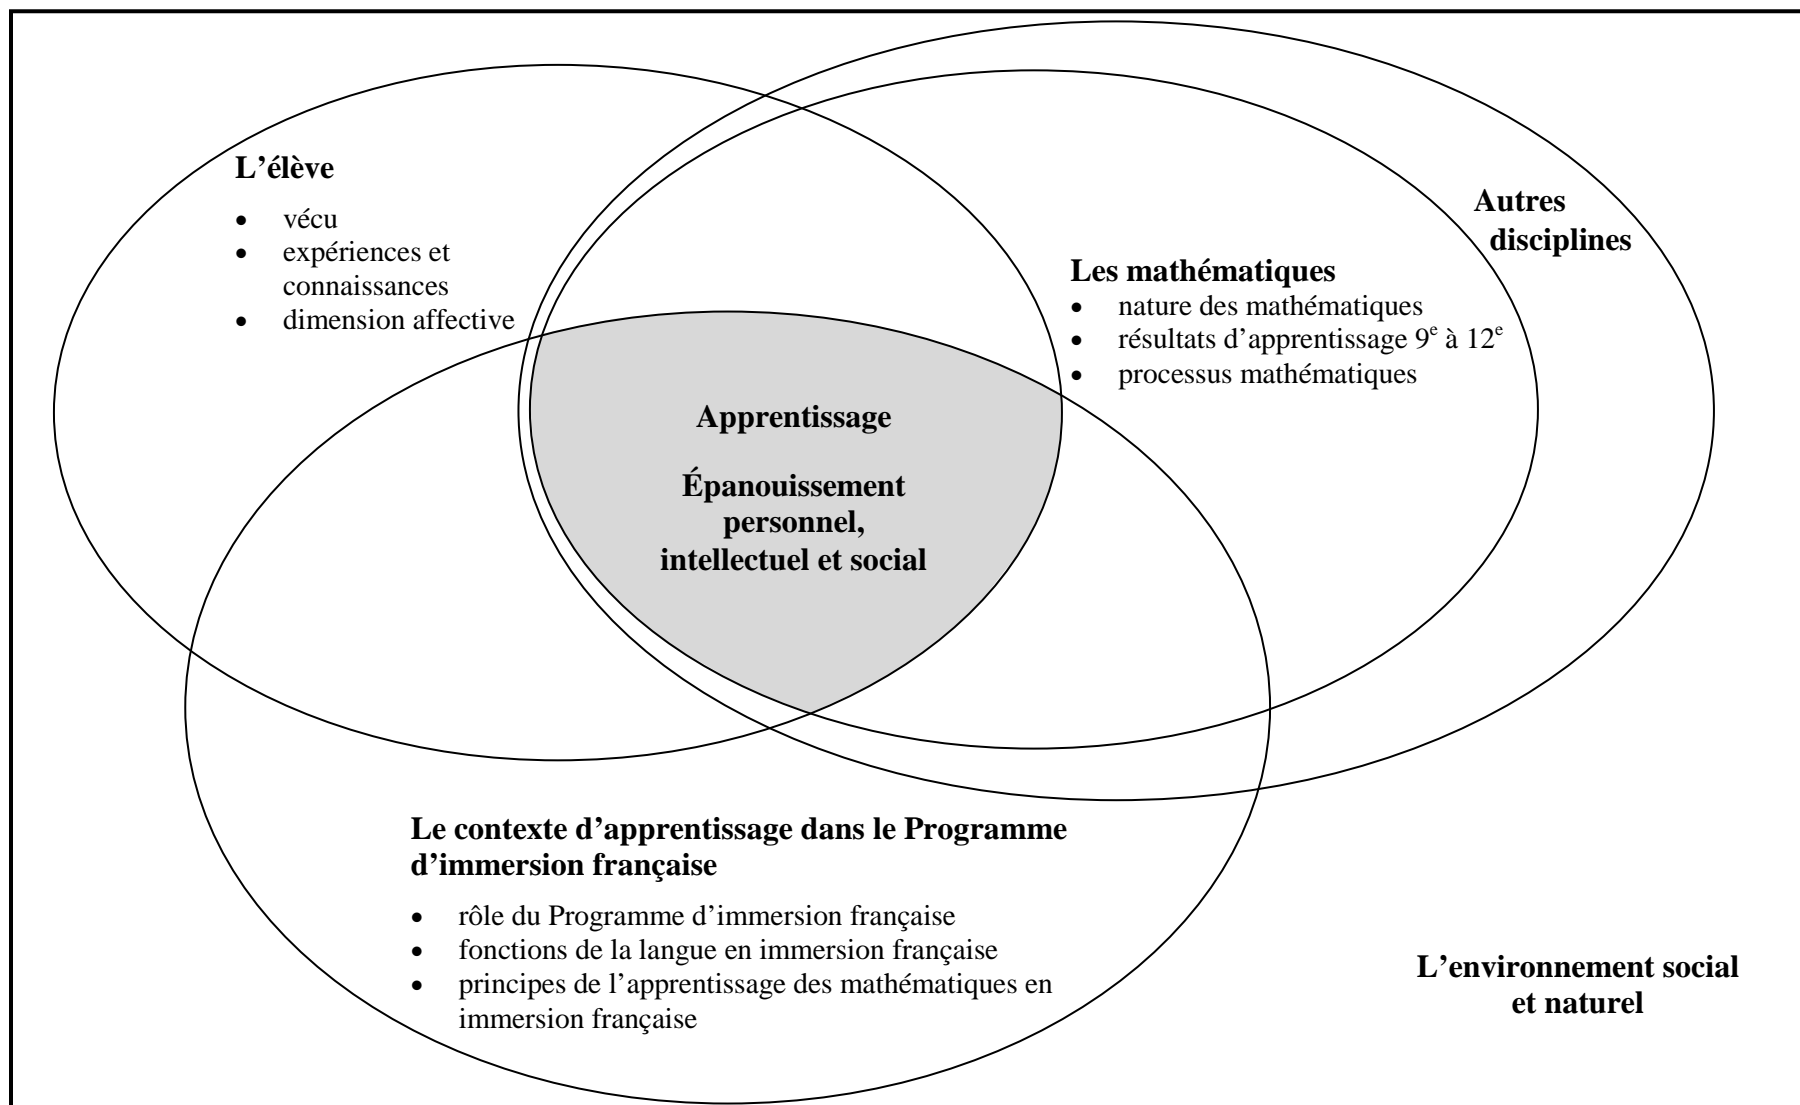 L’élève
• vécu
• expériences et
connaissances
• dimension affective
Autres
disciplines
Les mathématiques
• nature des mathématiques
• résultats d’apprentissage 9e à 12e
• processus mathématiques
Apprentissage
Épanouissement
personnel,
intellectuel et social
Le contexte d’apprentissage dans le Programme
d’immersion française
• rôle du Programme d’immersion française
• fonctions de la langue en immersion française
• principes de l’apprentissage des mathématiques en
immersion française
L’environnement social
et naturel